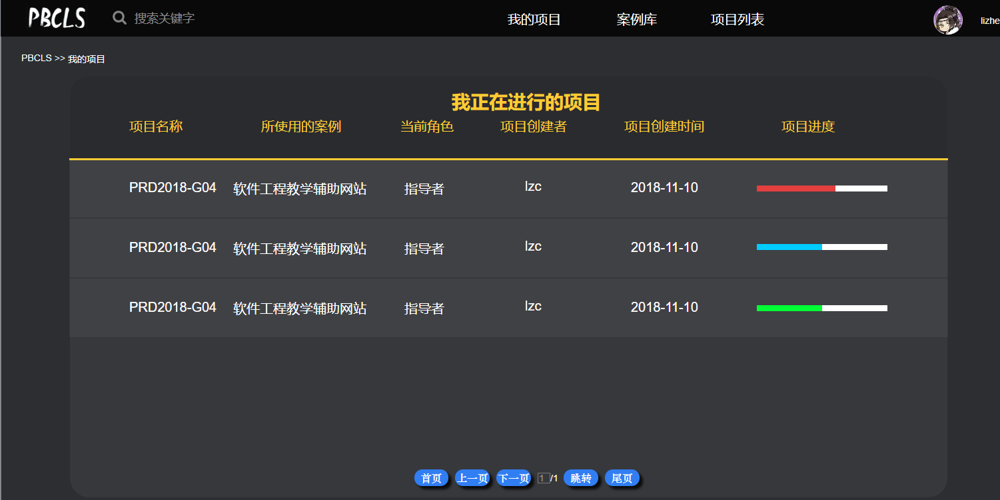 PBCLS 搜索关键字 我的项目 案例库 项目列表 lizhe
PBCLS >> 我的项目
我正在进行的项目
项目名称 所使用的案例 当前角色 项目创建者 项目创建时间 项目进度
PRD2018-G04 软件工程教学辅助网站 指导者 lzc 2018-11-10
PRD2018-G04 软件工程教学辅助网站 指导者 lzc 2018-11-10
PRD2018-G04 软件工程教学辅助网站 指导者 lzc 2018-11-10
首页 上一页 下一页 1/1 跳转 尾页